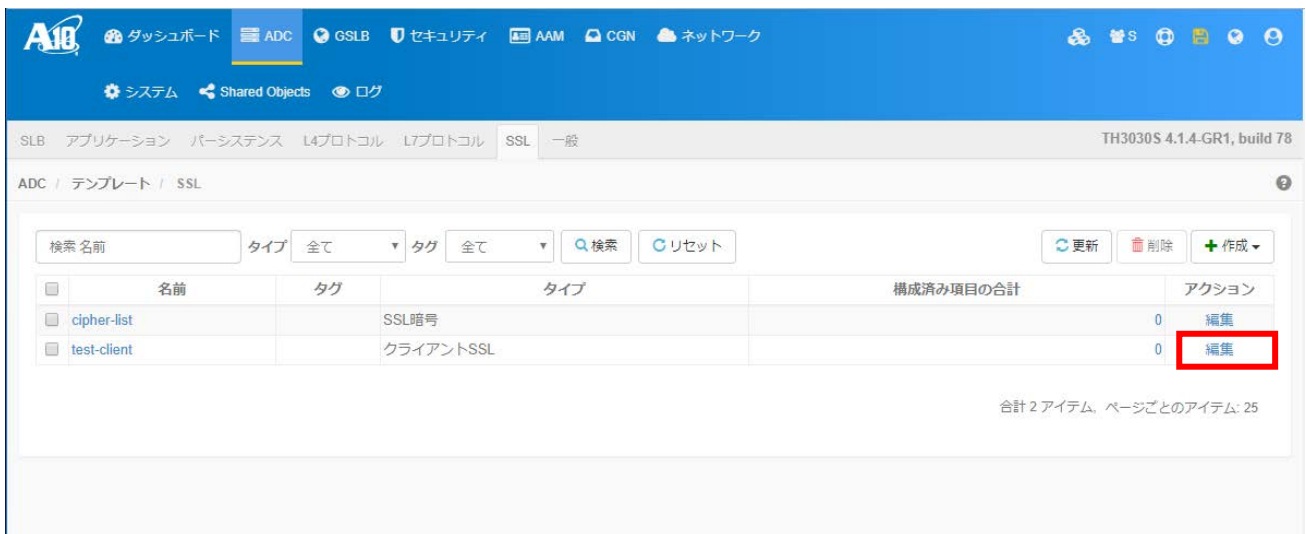 A10 ダッシュボード ADC GSLB セキュリティ AAM CGN ネットワーク S
システム Shared Objects ログ
SLB アプリケーション パーシステンス L4プロトコル L7プロトコル SSL 一般 TH3030S 4.1.4-GR1, build 78
ADC / テンプレート / SSL
検索 名前 タイプ 全て タグ 全て 検索 リセット 更新 削除 作成
名前 タグ タイプ 構成済み項目の合計 アクション
cipher-list SSL暗号 0 編集
test-client クライアントSSL 0 編集
合計 2 アイテム, ページごとのアイテム: 25